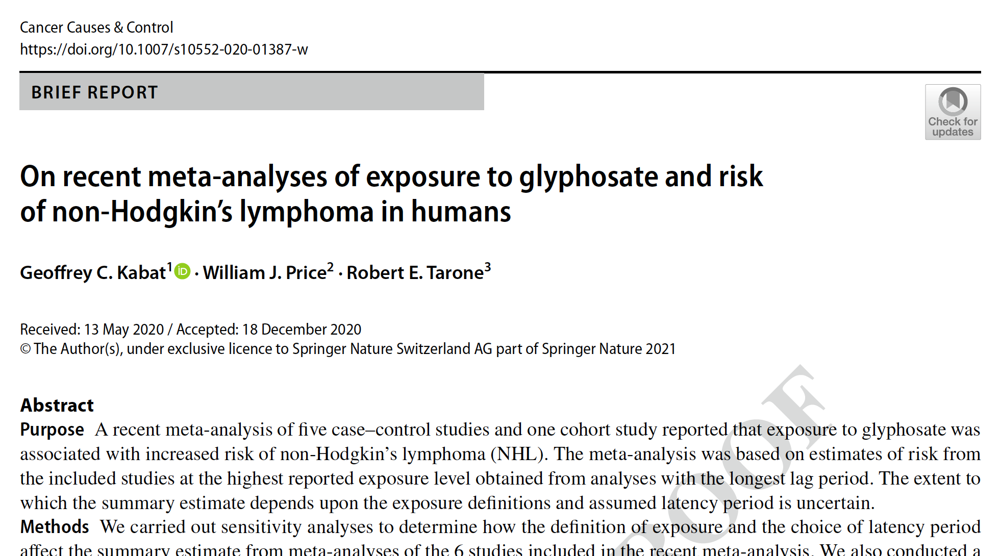 Cancer Causes & Control
https://doi.org/10.1007/s10552-020-01387-w
BRIEF REPORT
Check for
updates
On recent meta-analyses of exposure to glyphosate and risk
of non-Hodgkin’s lymphoma in humans
Geoffrey C. Kabat1 iD · William J. Price2 · Robert E. Tarone3
Received: 13 May 2020 / Accepted: 18 December 2020
© The Author(s), under exclusive licence to Springer Nature Switzerland AG part of Springer Nature 2021
Abstract
Purpose A recent meta-analysis of five case–control studies and one cohort study reported that exposure to glyphosate was
associated with increased risk of non-Hodgkin’s lymphoma (NHL). The meta-analysis was based on estimates of risk from
the included studies at the highest reported exposure level obtained from analyses with the longest lag period. The extent to
which the summary estimate depends upon the exposure definitions and assumed latency period is uncertain.
Methods We carried out sensitivity analyses to determine how the definition of exposure and the choice of latency period
affect the summary estimate from meta-analyses of the 6 studies included in the recent meta-analysis. We also conducted a
ROOF